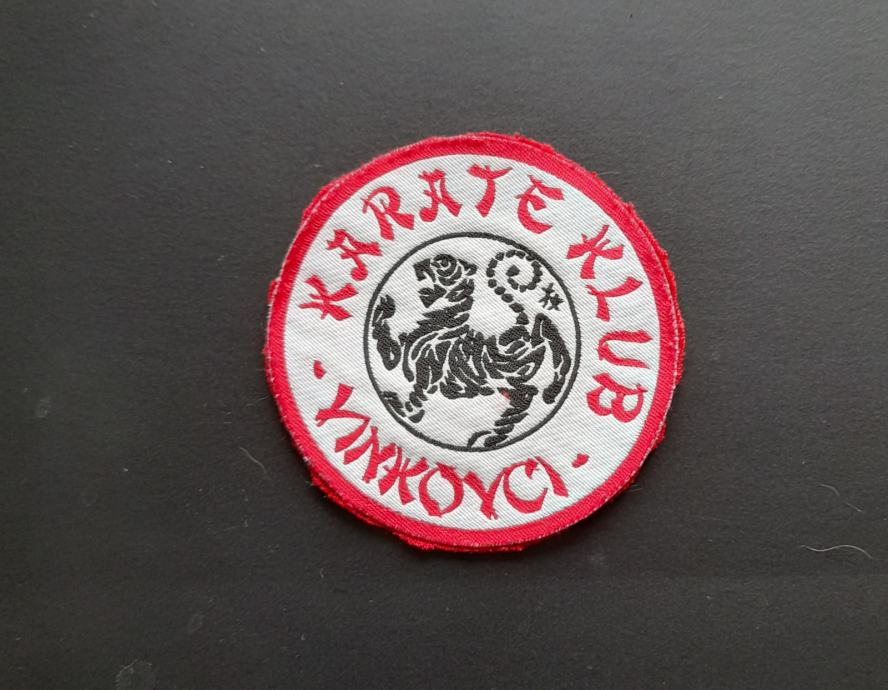 KARATE KLUB
· VINKOVCI ·